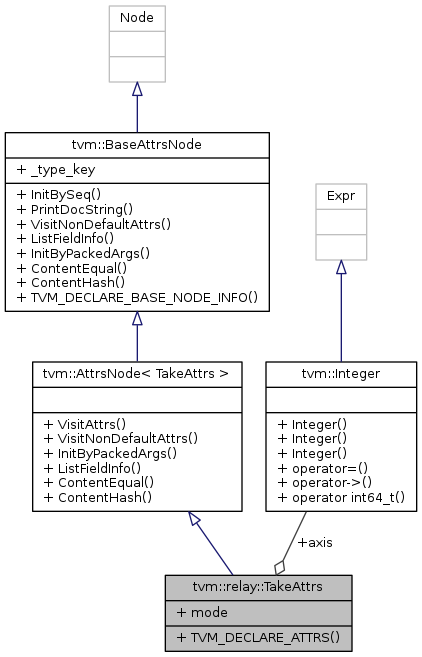 Node
tvm::BaseAttrsNode
+ _type_key
+ InitBySeq()
+ PrintDocString()
+ VisitNonDefaultAttrs()
+ ListFieldInfo()
+ InitByPackedArgs()
+ ContentEqual()
+ ContentHash()
+ TVM_DECLARE_BASE_NODE_INFO()
Expr
tvm::AttrsNode< TakeAttrs >
+ VisitAttrs()
+ VisitNonDefaultAttrs()
+ InitByPackedArgs()
+ ListFieldInfo()
+ ContentEqual()
+ ContentHash()
tvm::Integer
+ Integer()
+ Integer()
+ Integer()
+ operator=()
+ operator->()
+ operator int64_t()
+axis
tvm::relay::TakeAttrs
+ mode
+ TVM_DECLARE_ATTRS()